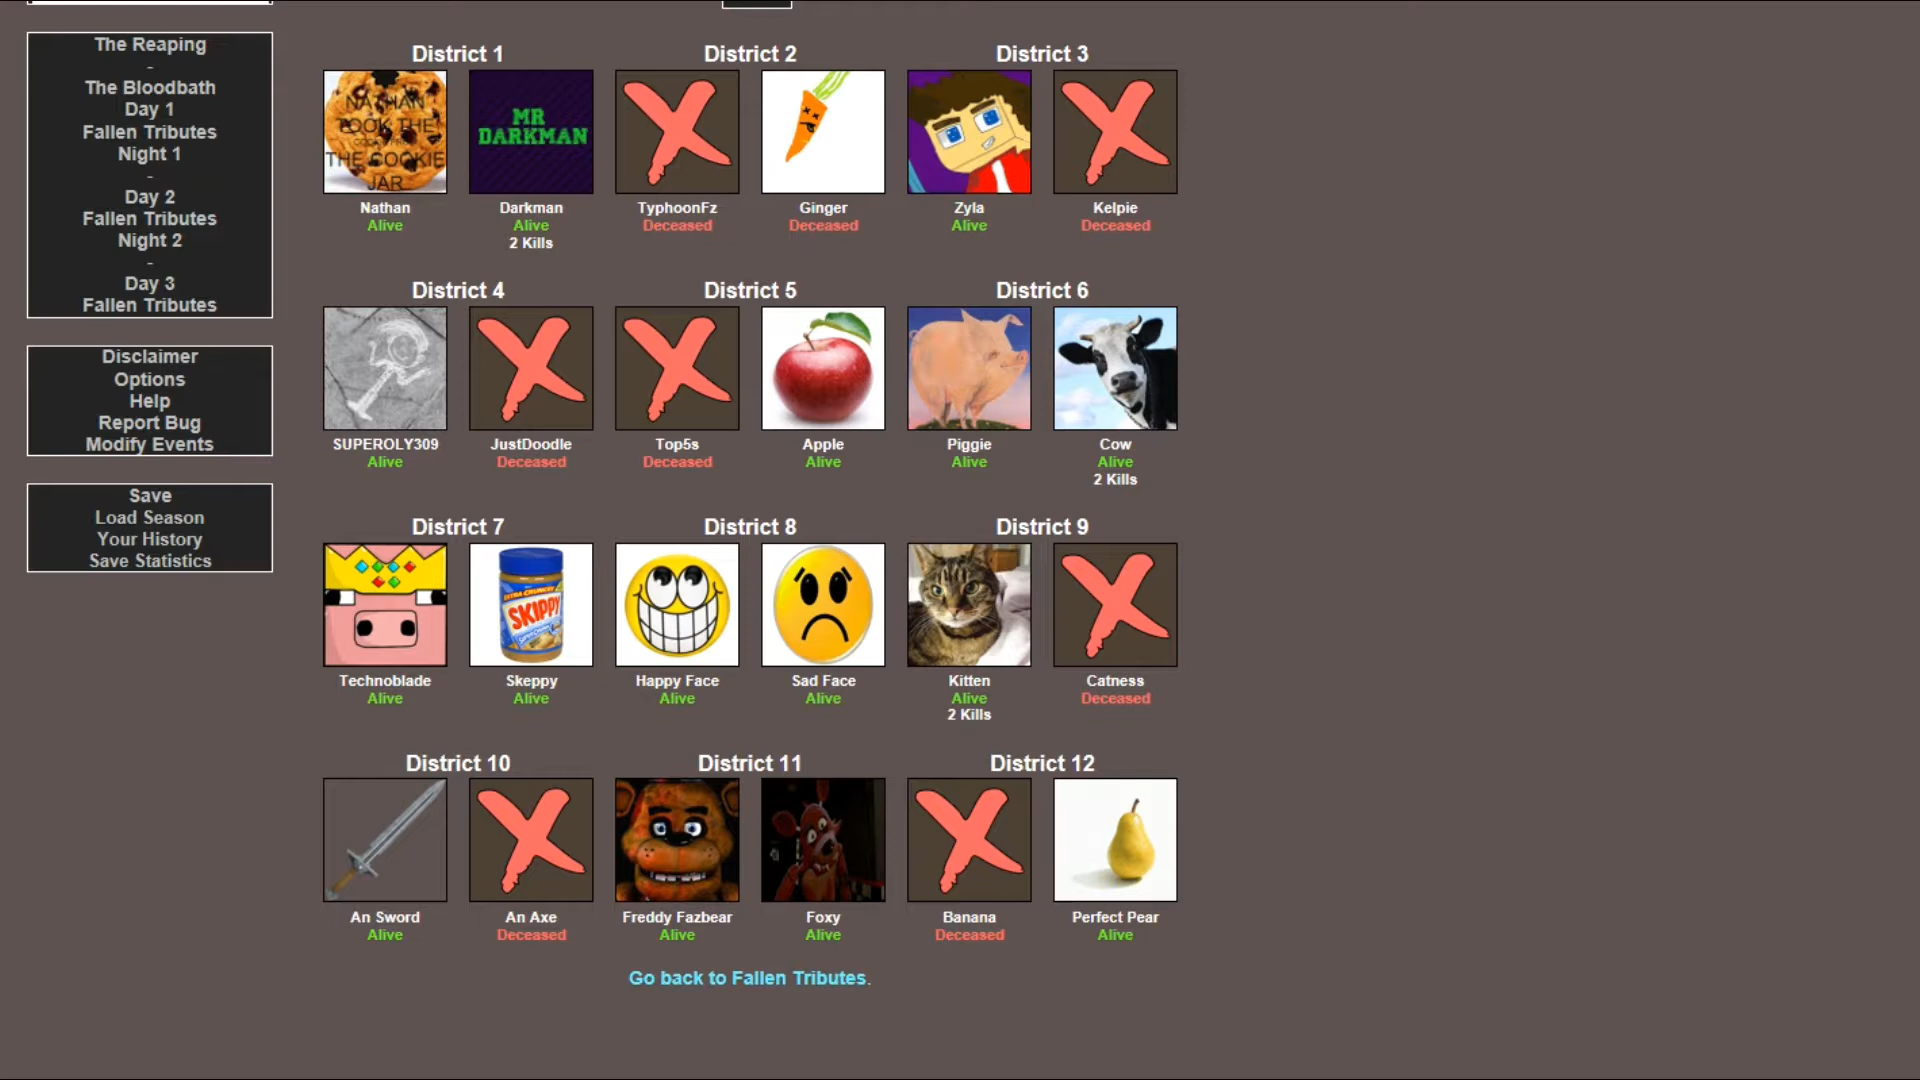 The Reaping
-
The Bloodbath
Day 1
Fallen Tributes
Night 1
-
Day 2
Fallen Tributes
Night 2
-
Day 3
Fallen Tributes
Disclaimer
Options
Help
Report Bug
Modify Events
Save
Load Season
Your History
Save Statistics
District 1
District 2
District 3
NATHAN
TOOK THE
THE COOKIE
JAR
MR
DARKMAN
Nathan
Darkman
TyphoonFz
Ginger
Zyla
Kelpie
Alive
Alive
Deceased
Deceased
Alive
Deceased
2 Kills
District 4
District 5
District 6
SUPEROLY309
JustDoodle
Top5s
Apple
Piggie
Cow
Alive
Deceased
Deceased
Alive
Alive
Alive
2 Kills
District 7
District 8
District 9
EXTRA CRUNCHY
SKIPPY
Technoblade
Skeppy
Happy Face
Sad Face
Kitten
Catness
Alive
Alive
Alive
Alive
Alive
Deceased
2 Kills
District 10
District 11
District 12
An Sword
An Axe
Freddy Fazbear
Foxy
Banana
Perfect Pear
Alive
Deceased
Alive
Alive
Deceased
Alive
Go back to Fallen Tributes.